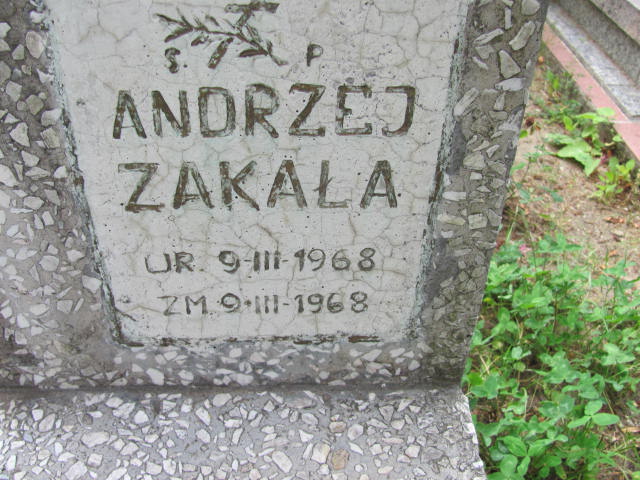 Ś P
ANDRZEJ
ZAKAŁA
UR. 9-III-1968
ZM. 9-III-1968